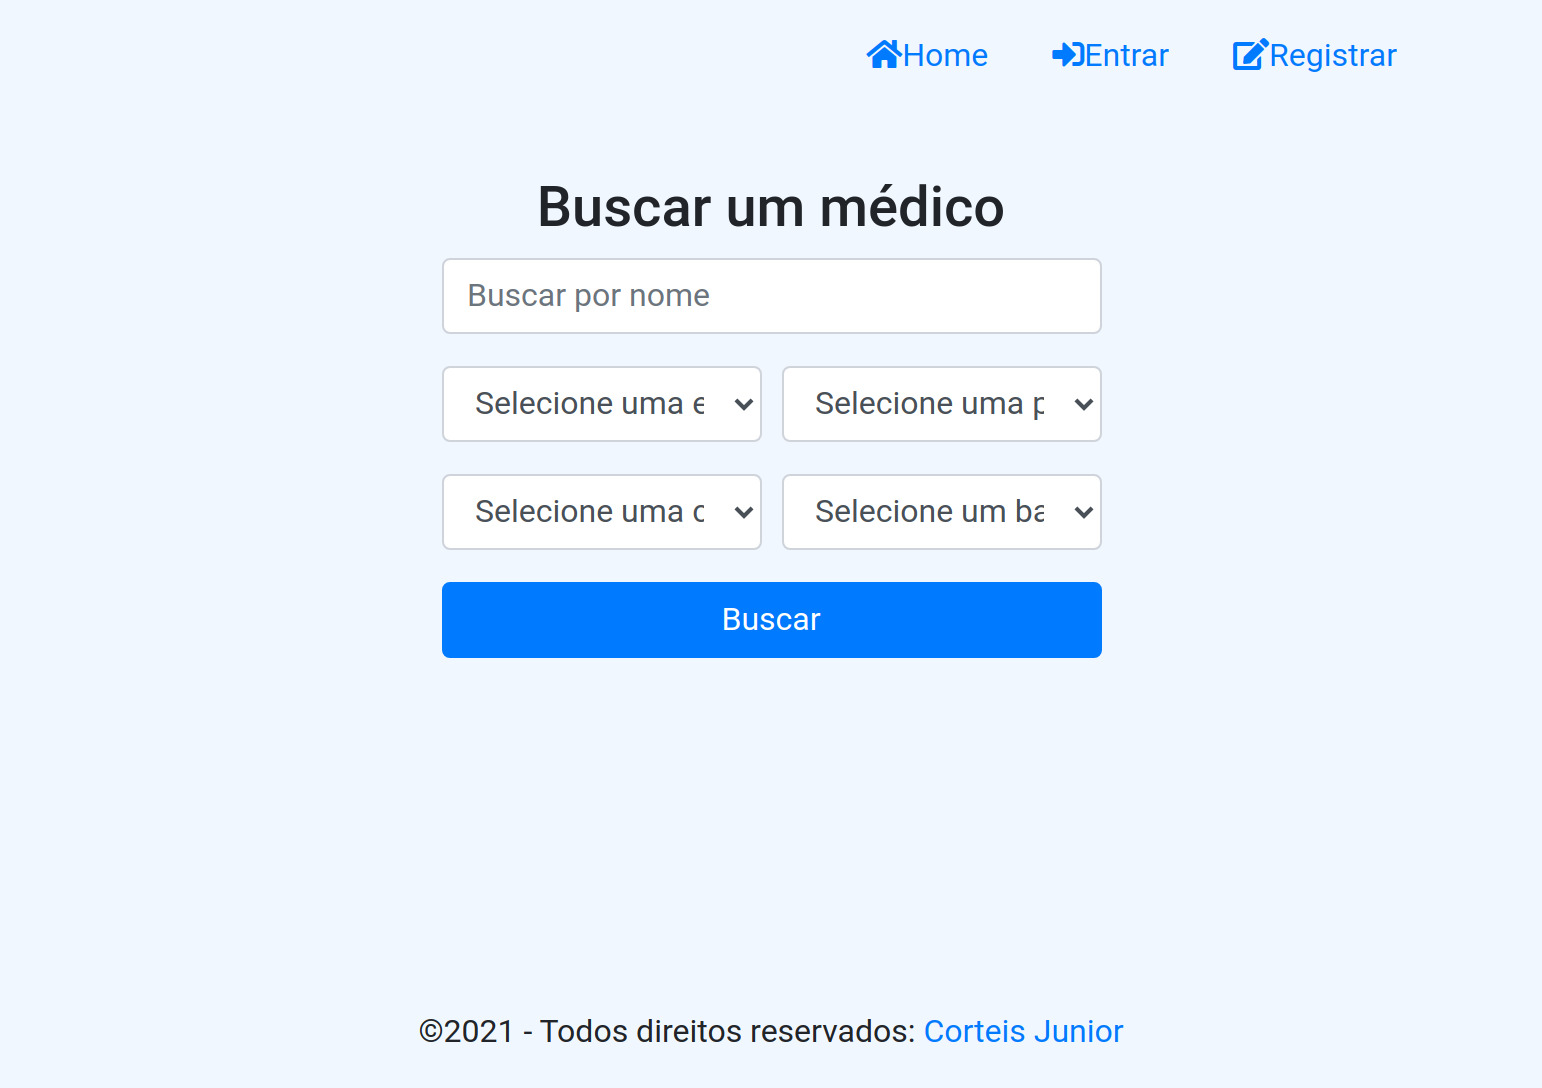 Home Entrar Registrar
Buscar um médico
Buscar por nome
Selecione uma Selecione uma
Selecione uma Selecione um
Buscar
©2021 - Todos direitos reservados: Corteis Junior